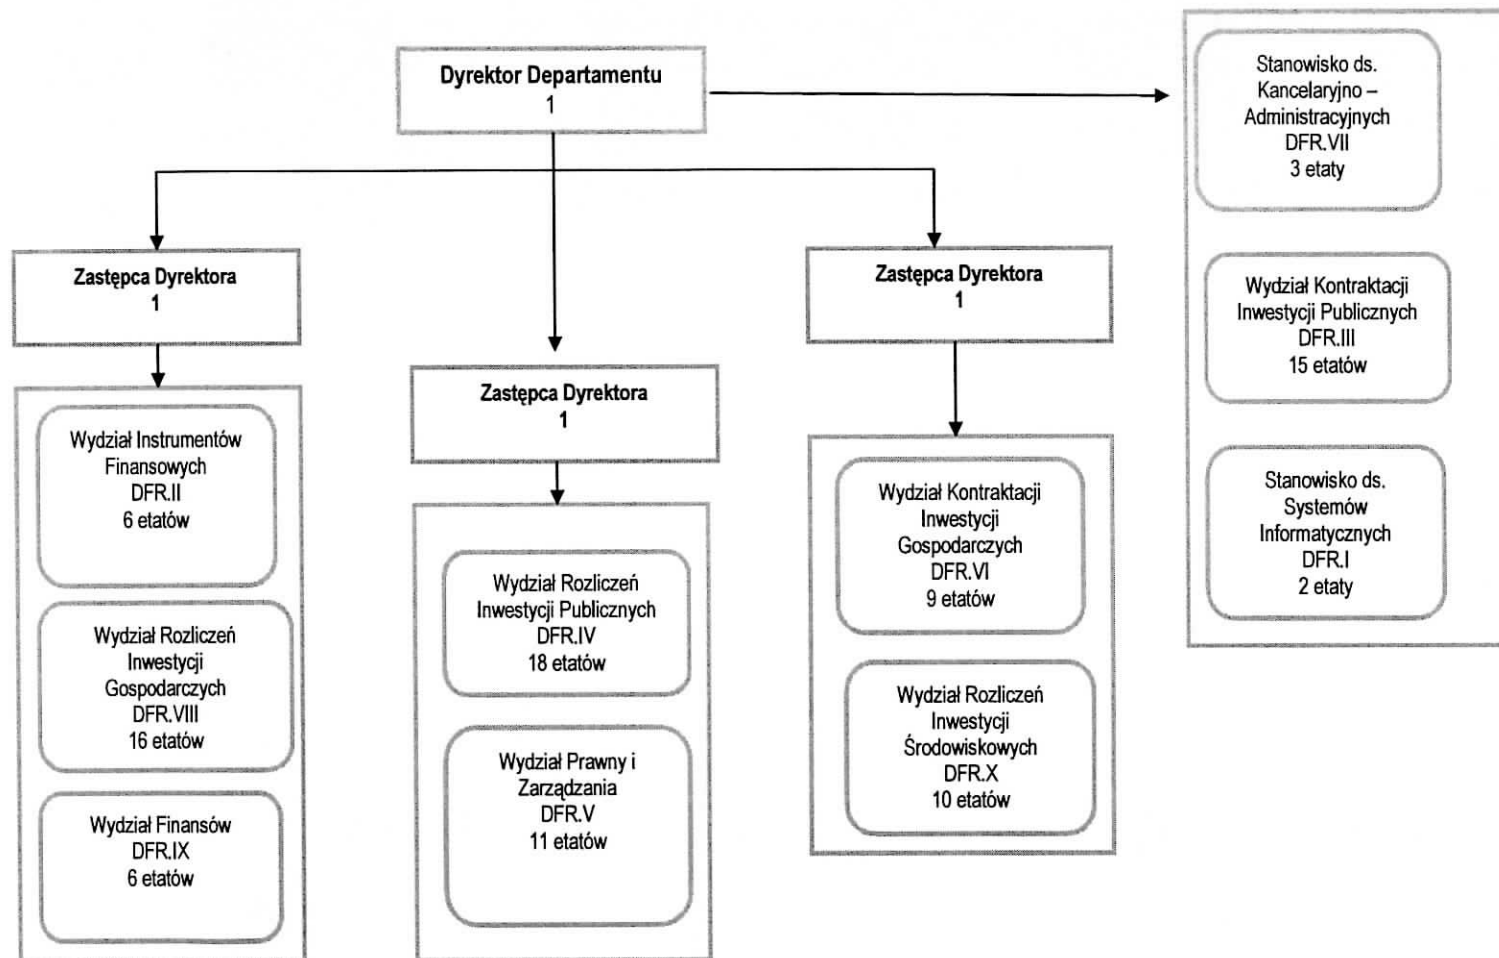 Dyrektor Departamentu
1
Stanowisko ds.
Kancelaryjno –
Administracyjnych
DFR.VII
3 etaty
Wydział Kontraktacji
Inwestycji Publicznych
DFR.III
15 etatów
Stanowisko ds.
Systemów
Informatycznych
DFR.I
2 etaty
Zastępca Dyrektora
1
Wydział Instrumentów
Finansowych
DFR.II
6 etatów
Wydział Rozliczeń
Inwestycji
Gospodarczych
DFR.VIII
16 etatów
Wydział Finansów
DFR.IX
6 etatów
Zastępca Dyrektora
1
Wydział Rozliczeń
Inwestycji Publicznych
DFR.IV
18 etatów
Wydział Prawny i
Zarządzania
DFR.V
11 etatów
Zastępca Dyrektora
1
Wydział Kontraktacji
Inwestycji
Gospodarczych
DFR.VI
9 etatów
Wydział Rozliczeń
Inwestycji
Środowiskowych
DFR.X
10 etatów